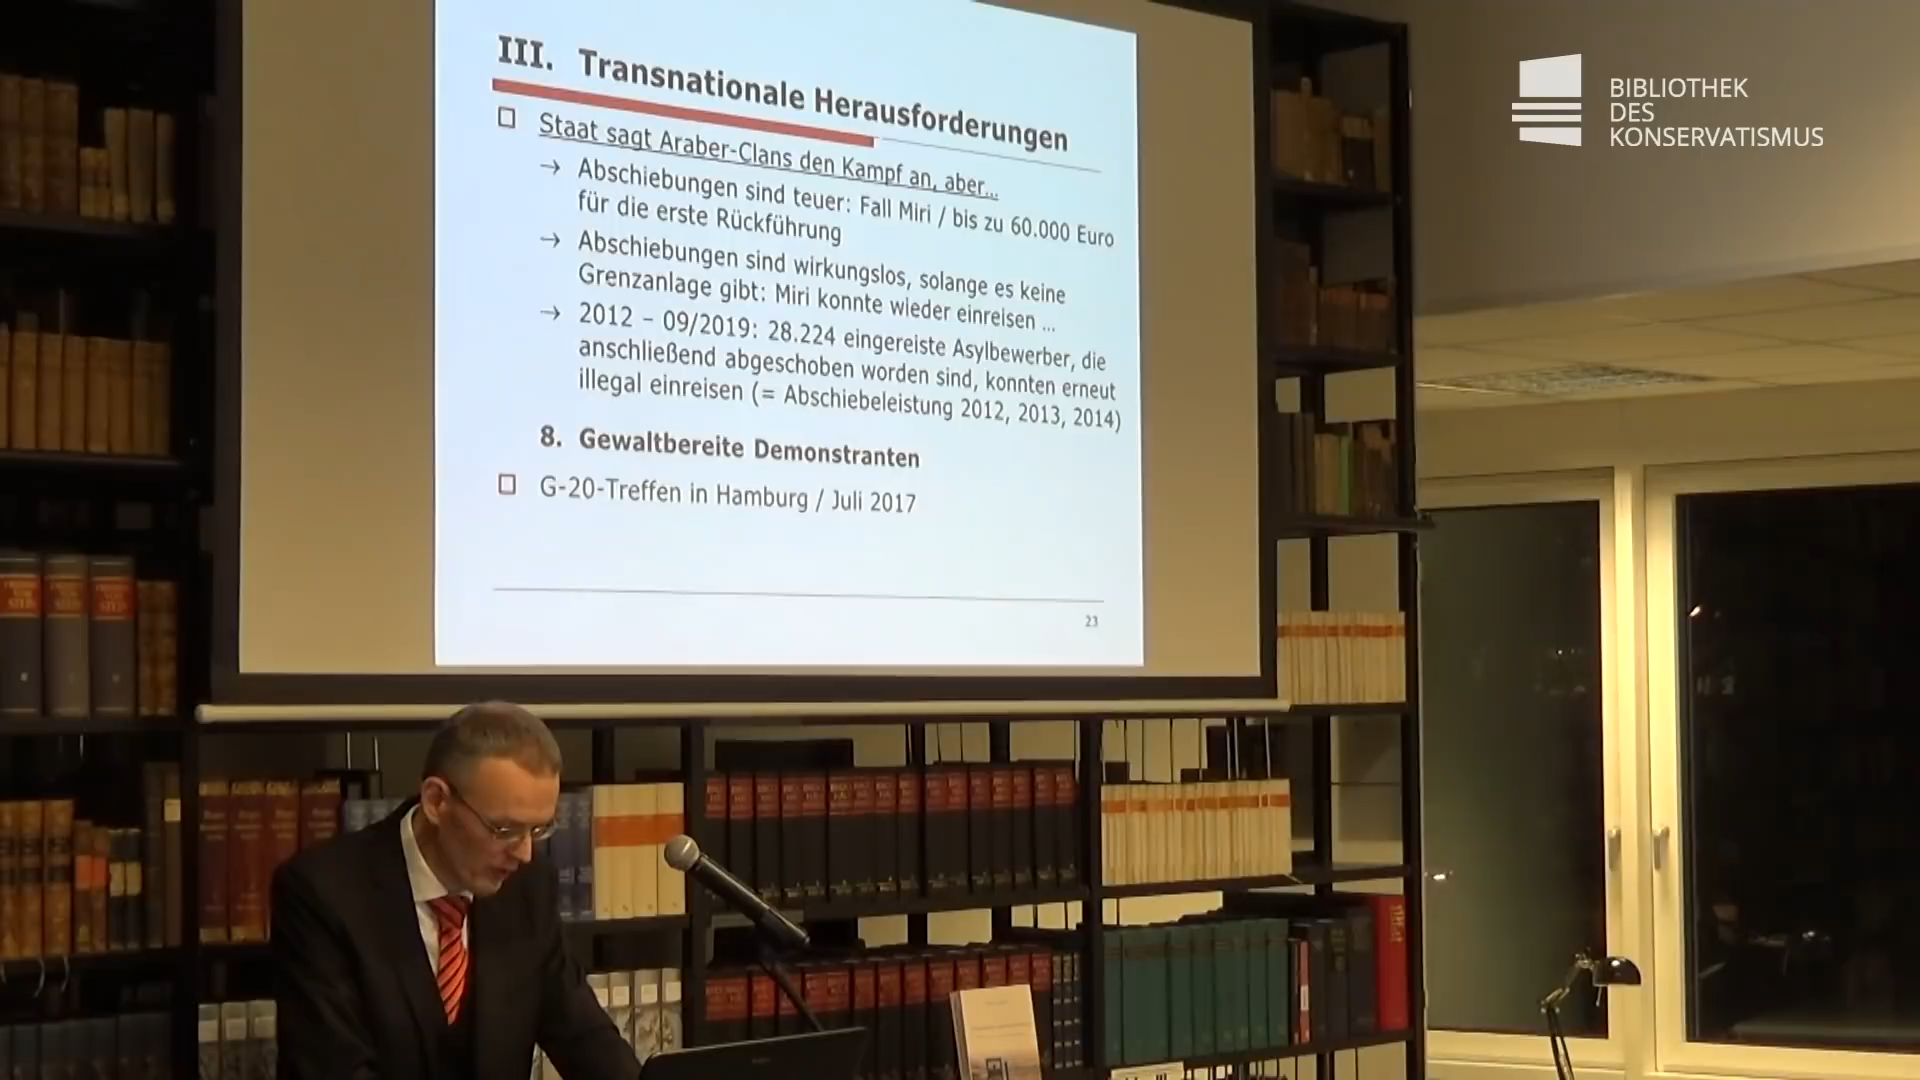 III. Transnationale Herausforderungen
Staat sagt Araber-Clans den Kampf an, aber...
→ Abschiebungen sind teuer: Fall Miri / bis zu 60.000 Euro
für die erste Rückführung
→ Abschiebungen sind wirkungslos, solange es keine
Grenzanlage gibt: Miri konnte wieder einreisen ...
→ 2012 – 09/2019: 28.224 eingereiste Asylbewerber, die
anschließend abgeschoben worden sind, konnten erneut
illegal einreisen (= Abschiebeleistung 2012, 2013, 2014)
8. Gewaltbereite Demonstranten
G-20-Treffen in Hamburg / Juli 2017
23
BIBLIOTHEK
DES
KONSERVATISMUS